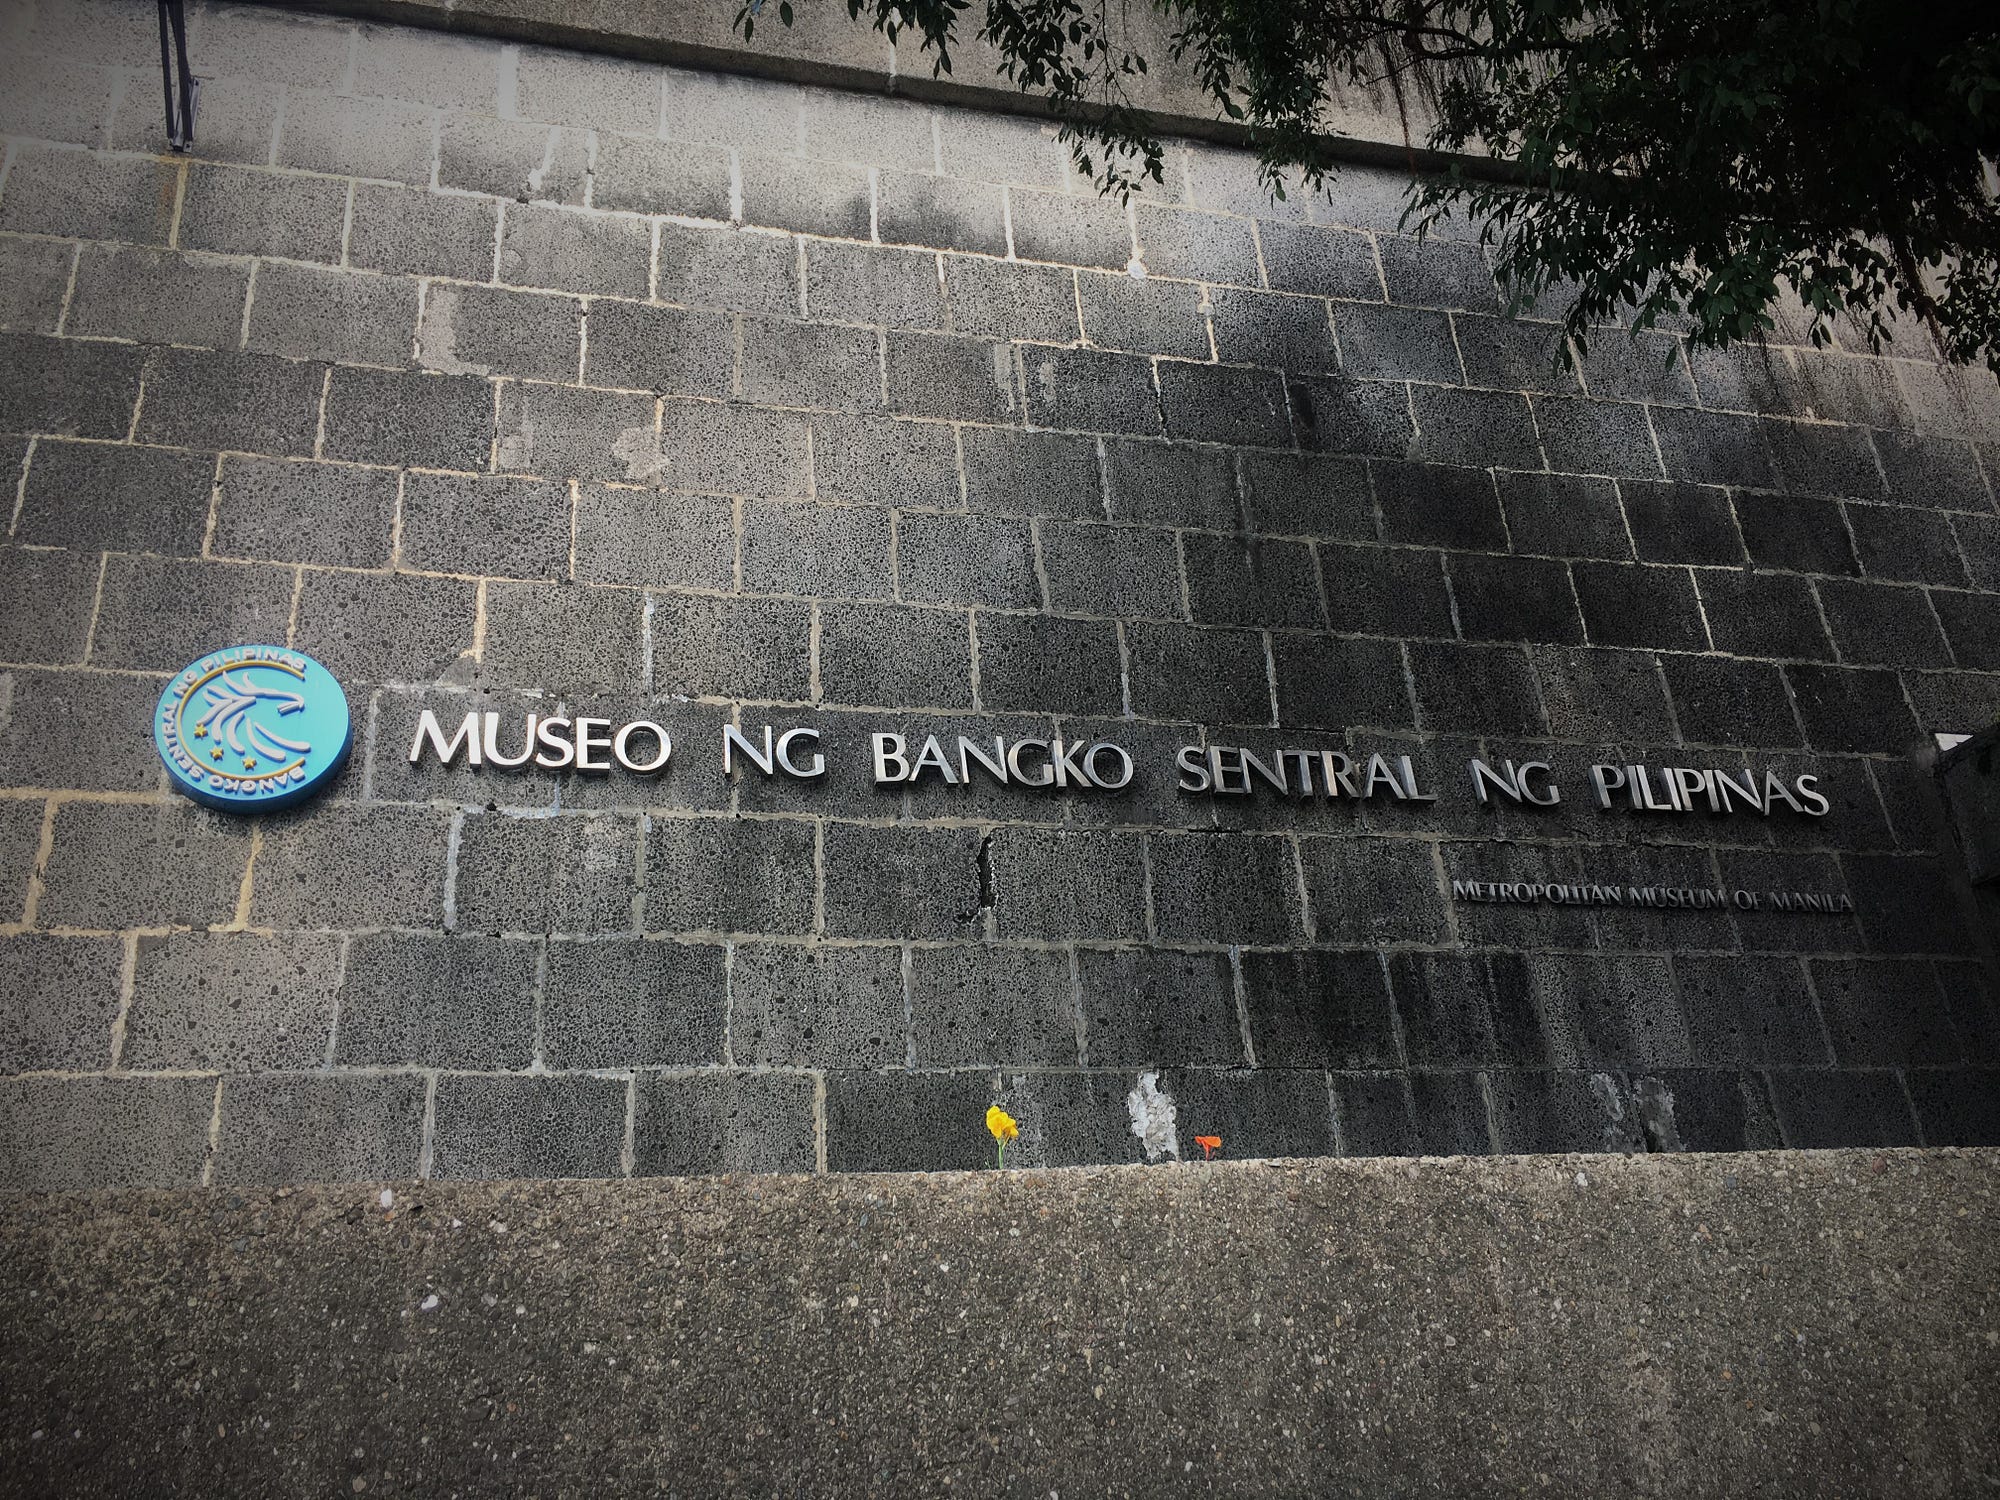 BANGKO SENTRAL NG PILIPINAS
MUSEO NG BANGKO SENTRAL NG PILIPINAS
METROPOLITAN MUSEUM OF MANILA